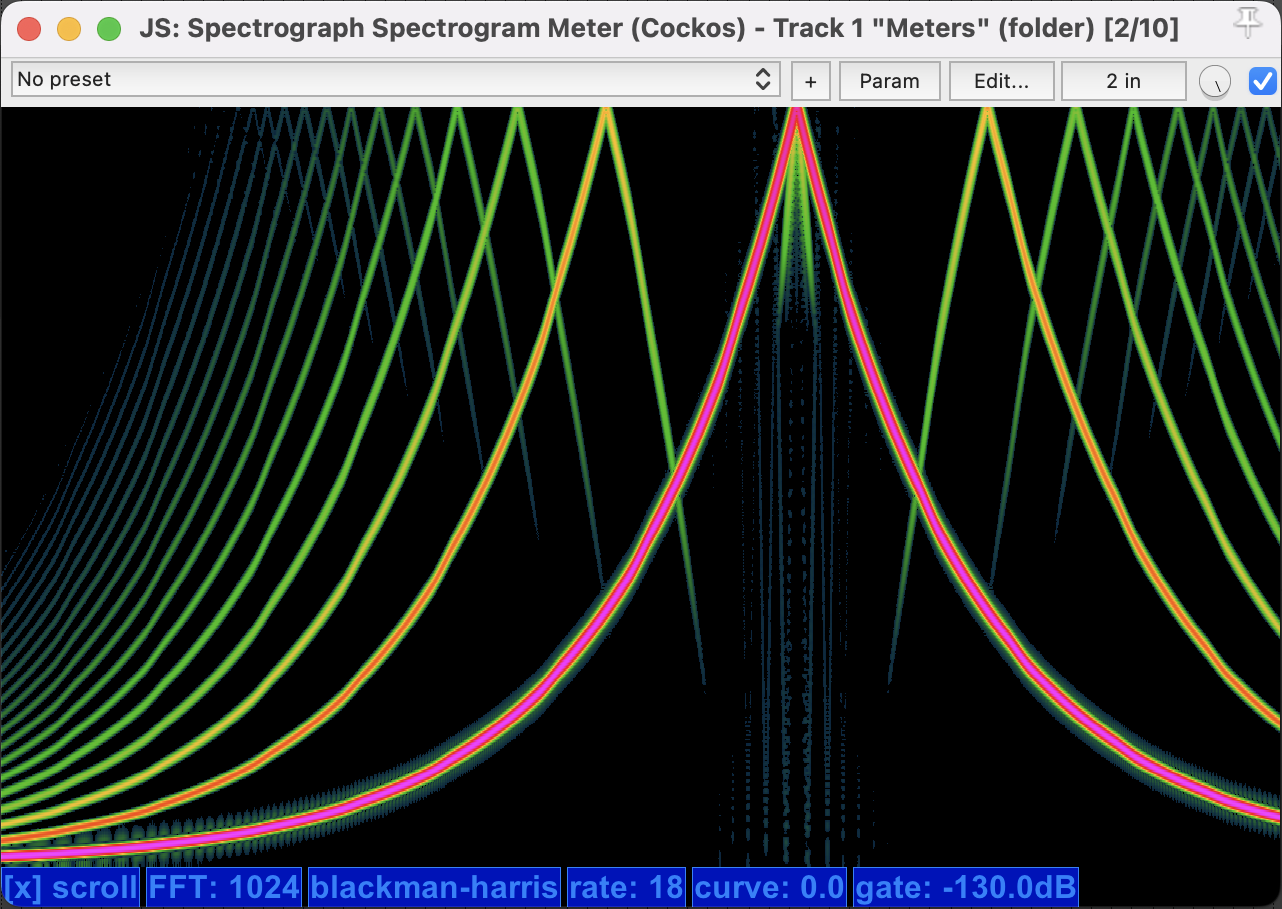 JS: Spectrograph Spectrogram Meter (Cockos) - Track 1 "Meters" (folder) [2/10]
No preset + Param Edit... 2 in
[x] scroll FFT: 1024 blackman-harris rate: 18 curve: 0.0 gate: -130.0dB